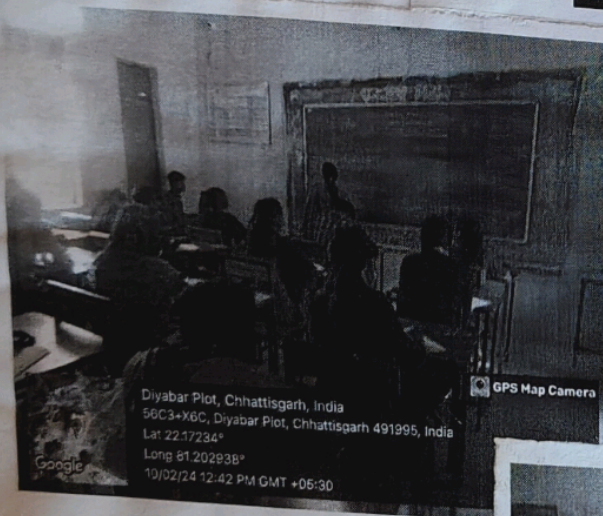 GPS Map Camera
Diyabar Plot, Chhattisgarh, India
56C3+X6C, Diyabar Plot, Chhattisgarh 491995, India
Lat 22.17234°
Long 81.202938°
10/02/24 12:42 PM GMT +05:30
Google